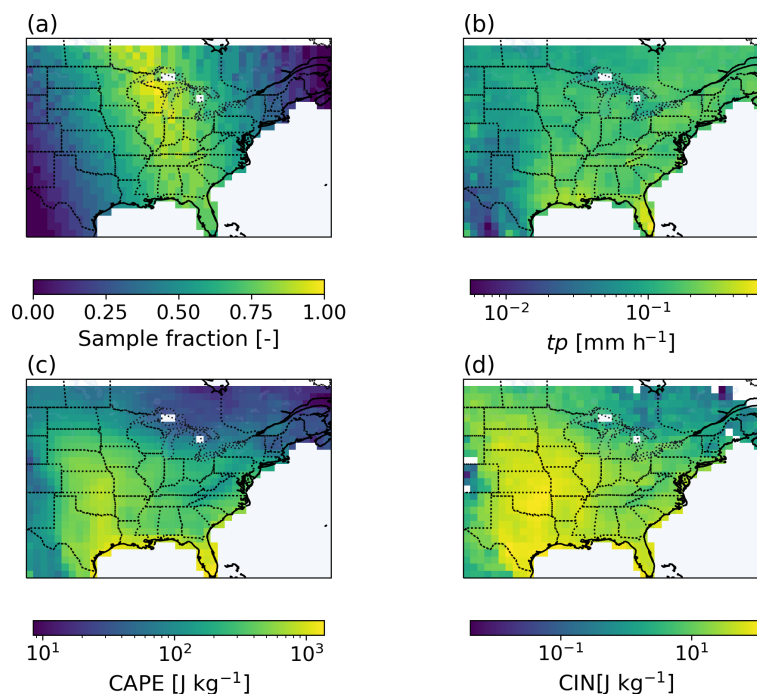 (a)
(b)
0.00 0.25 0.50 0.75 1.00
Sample fraction [-]
10⁻² 10⁻¹
tp [mm h⁻¹]
(c)
(d)
10¹ 10² 10³
CAPE [J kg⁻¹]
10⁻¹ 10¹
CIN[J kg⁻¹]